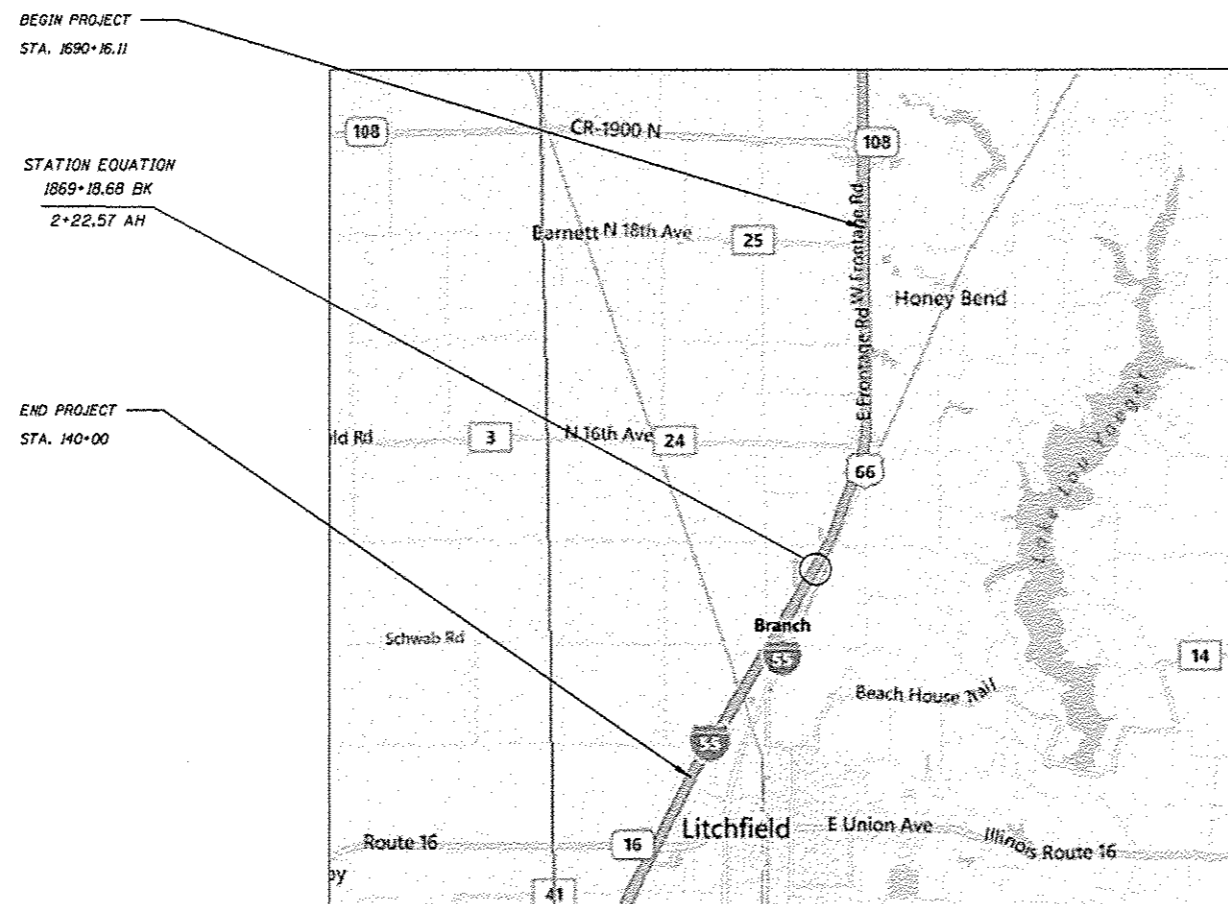 BEGIN PROJECT
STA. 1690+16.11
STATION EQUATION
1869+18.68 BK
2+22.57 AH
END PROJECT
STA. 140+00
108
CR-1900 N
108
Barnett N 18th Ave
25
W Frontage Rd
E Frontage Rd
Honey Bend
ld Rd
3
N 16th Ave
24
66
Lake Lou Yaeger
Branch
55
Schwab Rd
14
Beach House Trail
55
Litchfield
E Union Ave
Illinois Route 16
Route 16
16
by
41